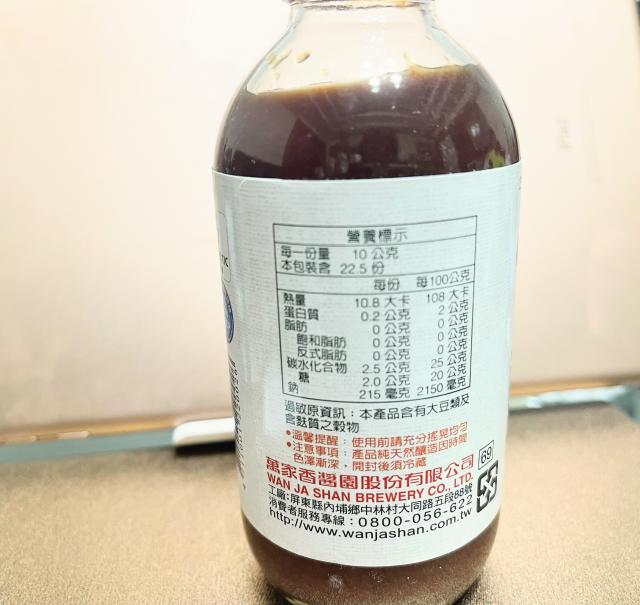 營養標示
每一份量 10 公克
本包裝含 22.5 份
每份 每100公克
熱量 10.8 大卡 108 大卡
蛋白質 0.2 公克 2 公克
脂肪 0 公克 0 公克
飽和脂肪 0 公克 0 公克
反式脂肪 0 公克 0 公克
碳水化合物 2.5 公克 25 公克
糖 2.0 公克 20 公克
鈉 215 毫克 2150 毫克
過敏原資訊：本產品含有大豆類及
含麩質之穀物
•溫馨提醒：使用前請充分搖晃均勻
•注意事項：產品純天然釀造因時間
色澤漸深，開封後須冷藏
萬家香醬園股份有限公司
WAN JA SHAN BREWERY CO., LTD.
工廠:屏東縣內埔鄉中林村大同路五段88號
消費者服務專線：0800-056-622
http://www.wanjashan.com.tw
69